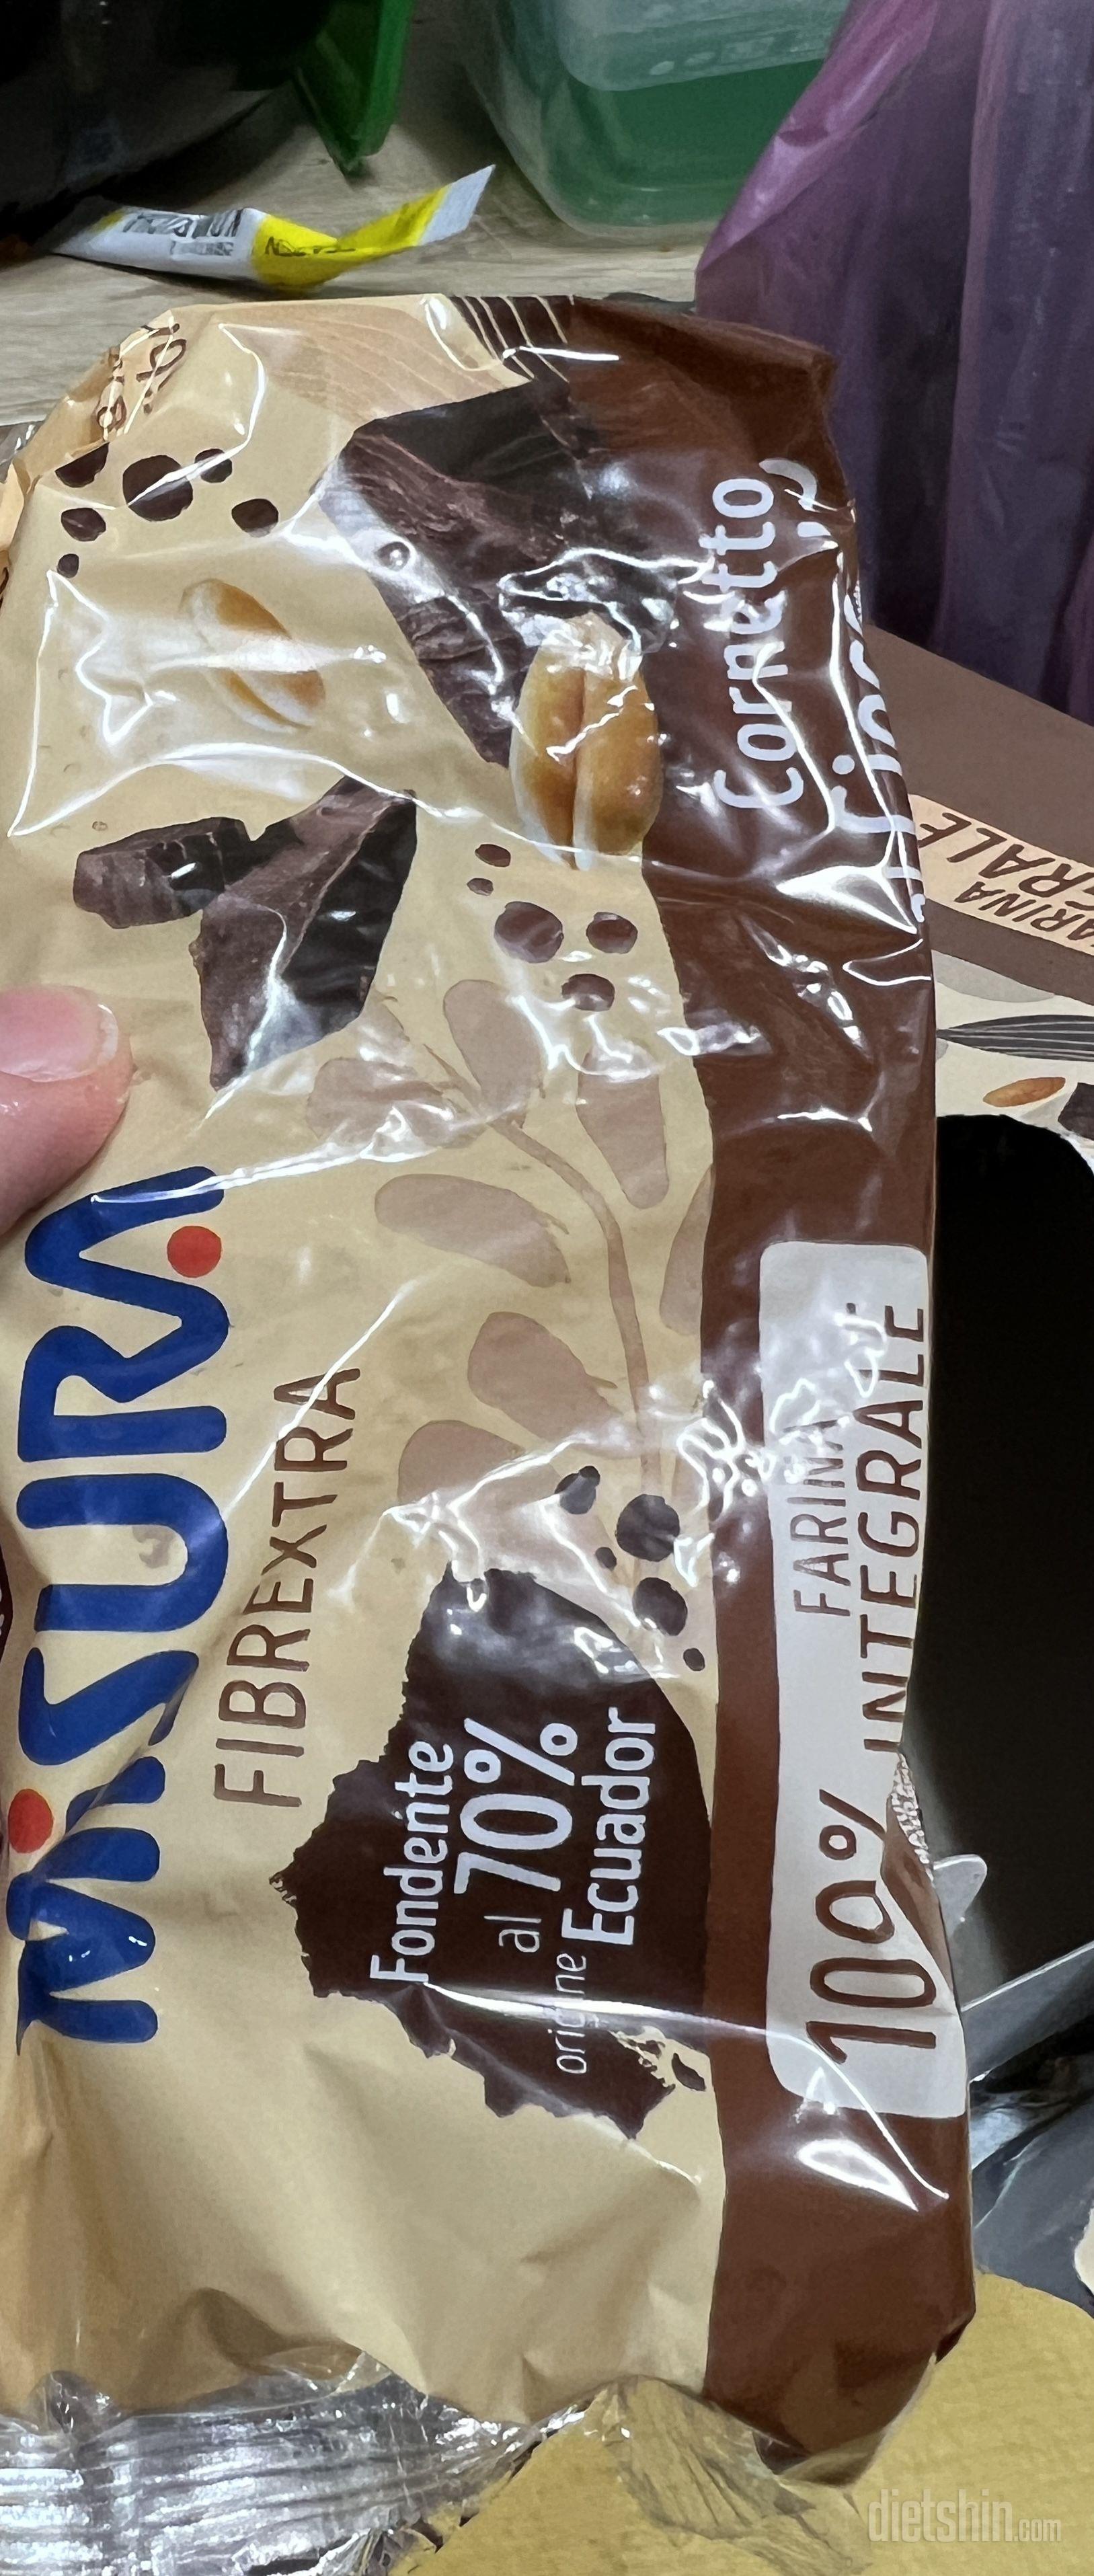 MISURA
FIBREXTRA
Fondente
al 70%
origine
Ecuador
Cornetto
100%
FARINA
INTEGRALE
dietshin.com